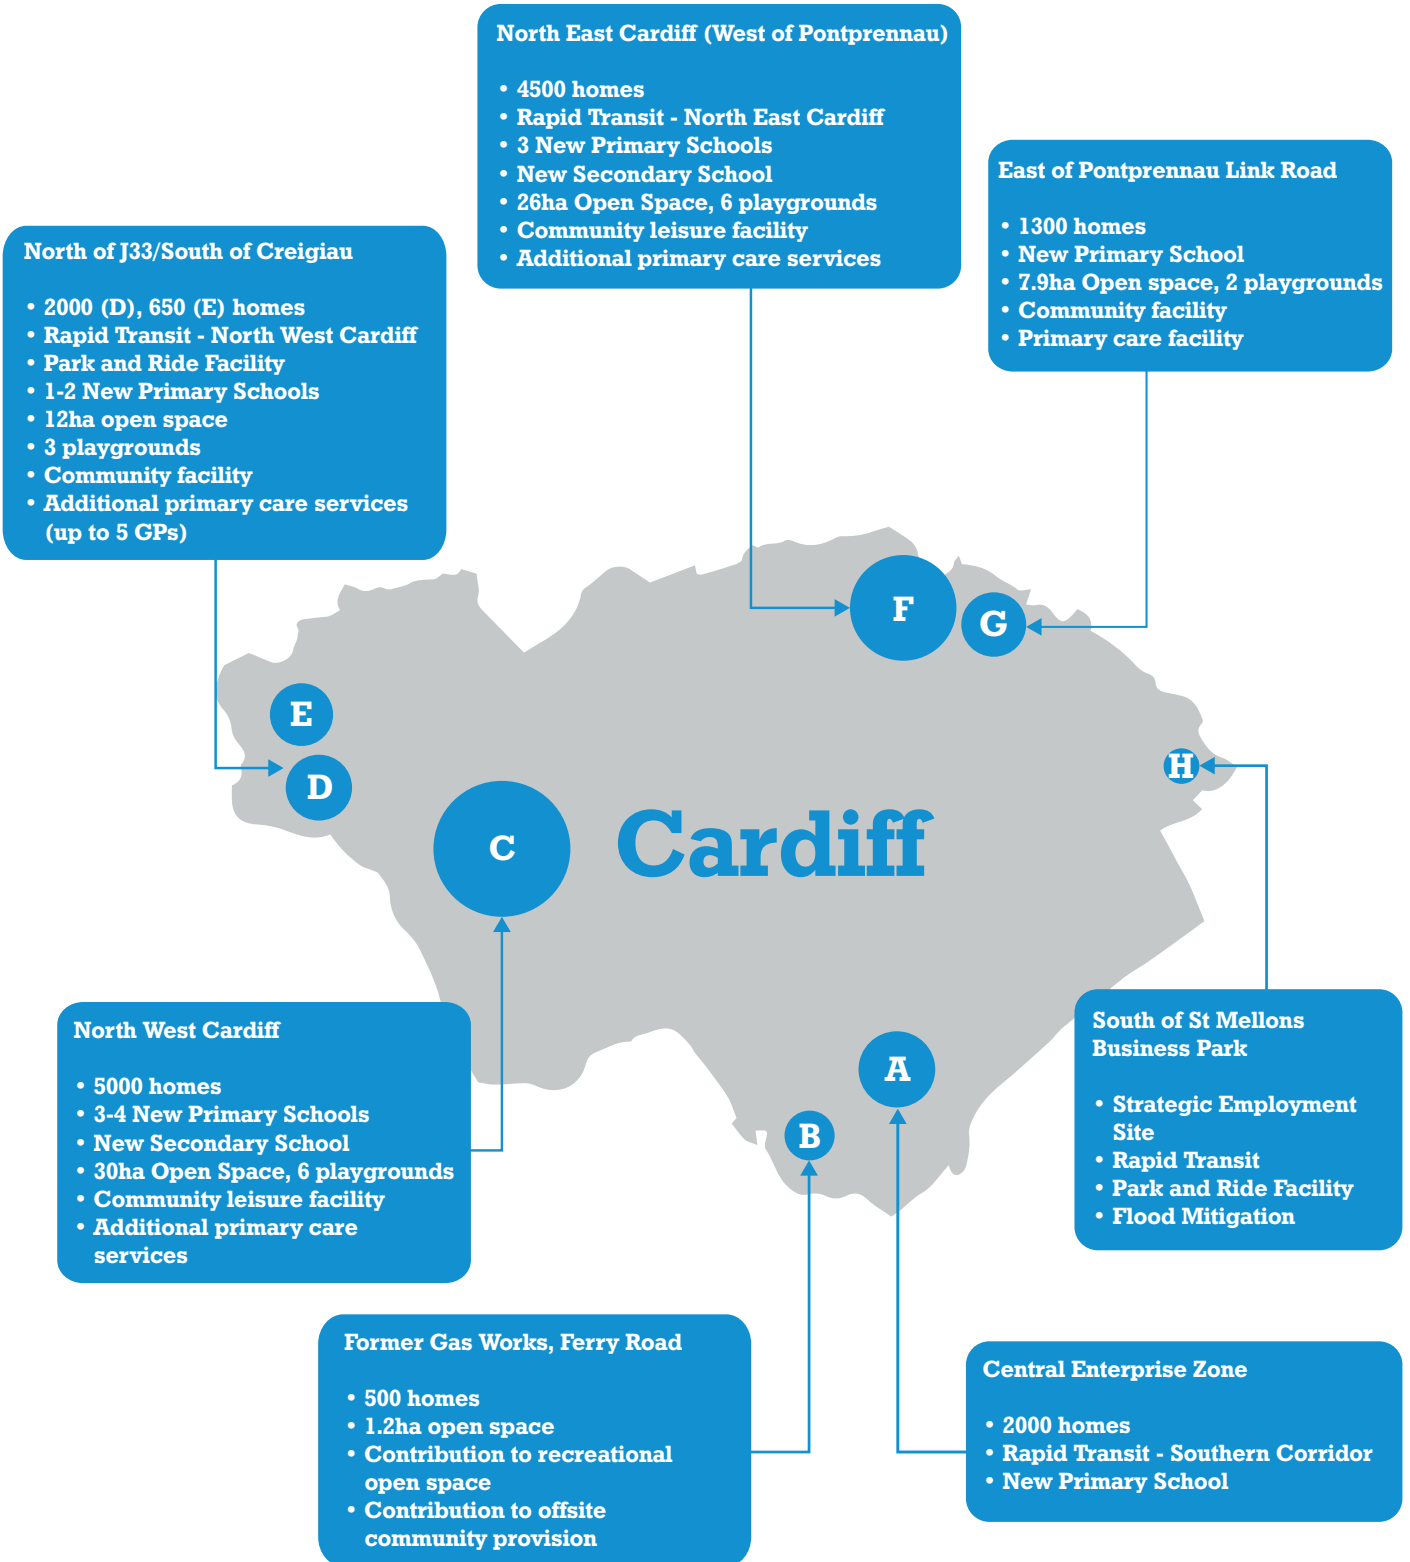 North East Cardiff (West of Pontprennau)
• 4500 homes
• Rapid Transit - North East Cardiff
• 3 New Primary Schools
• New Secondary School
• 26ha Open Space, 6 playgrounds
• Community leisure facility
• Additional primary care services
East of Pontprennau Link Road
• 1300 homes
• New Primary School
• 7.9ha Open space, 2 playgrounds
• Community facility
• Primary care facility
North of J33/South of Creigiau
• 2000 (D), 650 (E) homes
• Rapid Transit - North West Cardiff
• Park and Ride Facility
• 1-2 New Primary Schools
• 12ha open space
• 3 playgrounds
• Community facility
• Additional primary care services
(up to 5 GPs)
F
G
E
D
H
C
Cardiff
A
B
North West Cardiff
• 5000 homes
• 3-4 New Primary Schools
• New Secondary School
• 30ha Open Space, 6 playgrounds
• Community leisure facility
• Additional primary care
services
South of St Mellons
Business Park
• Strategic Employment
Site
• Rapid Transit
• Park and Ride Facility
• Flood Mitigation
Former Gas Works, Ferry Road
• 500 homes
• 1.2ha open space
• Contribution to recreational
open space
• Contribution to offsite
community provision
Central Enterprise Zone
• 2000 homes
• Rapid Transit - Southern Corridor
• New Primary School